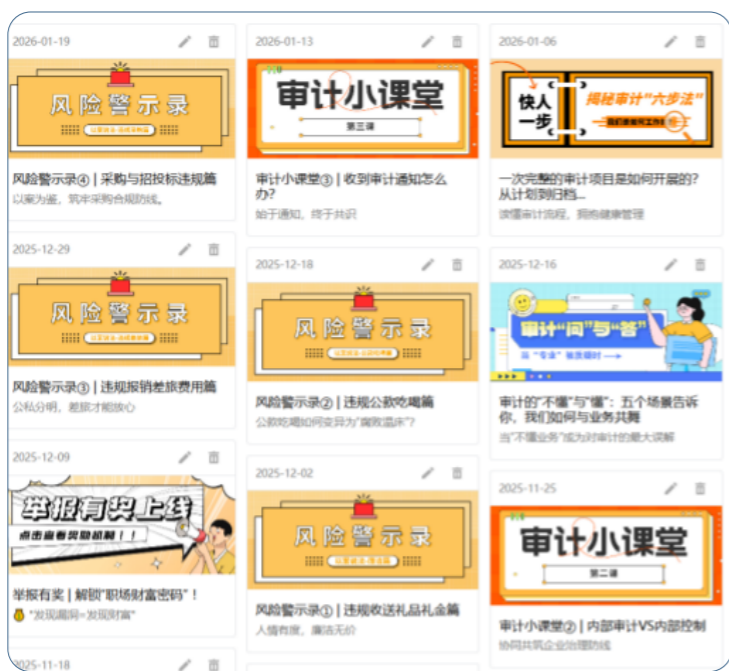 2026-01-19
风险警示录
风险警示录④ | 采购与招投标违规篇
以案为鉴，筑牢采购合规防线。
2025-12-29
风险警示录
风险警示录③ | 违规报销差旅费用篇
公私分明，差旅才能放心
2025-12-09
举报有奖上线
点击查看奖励机制！！
举报有奖 | 解锁"职场财富密码"！
"发现漏洞=发现财富"
2025-11-18
2026-01-13
审计小课堂
第三课
审计小课堂③ | 收到审计通知怎么
办?
始于通知，终于共识
2025-12-18
风险警示录
风险警示录② | 违规公款吃喝篇
公款吃喝如何变异为"腐败温床"?
2025-12-02
风险警示录
风险警示录① | 违规收送礼品礼金篇
人情有度，廉洁无价
2026-01-06
快人
一步
揭秘审计"六步法"
一次完整的审计项目是如何开展的?
从计划到归档...
读懂审计流程，拥抱健康管理
2025-12-16
审计"问"与"答"
当"专业"被误解时
审计的"不懂"与"懂"：五个场景告诉
你，我们如何与业务共舞
当"不懂业务"成为对审计的最大误解
2025-11-25
审计小课堂
第二课
审计小课堂② | 内部审计VS内部控制
协同共筑企业治理防线